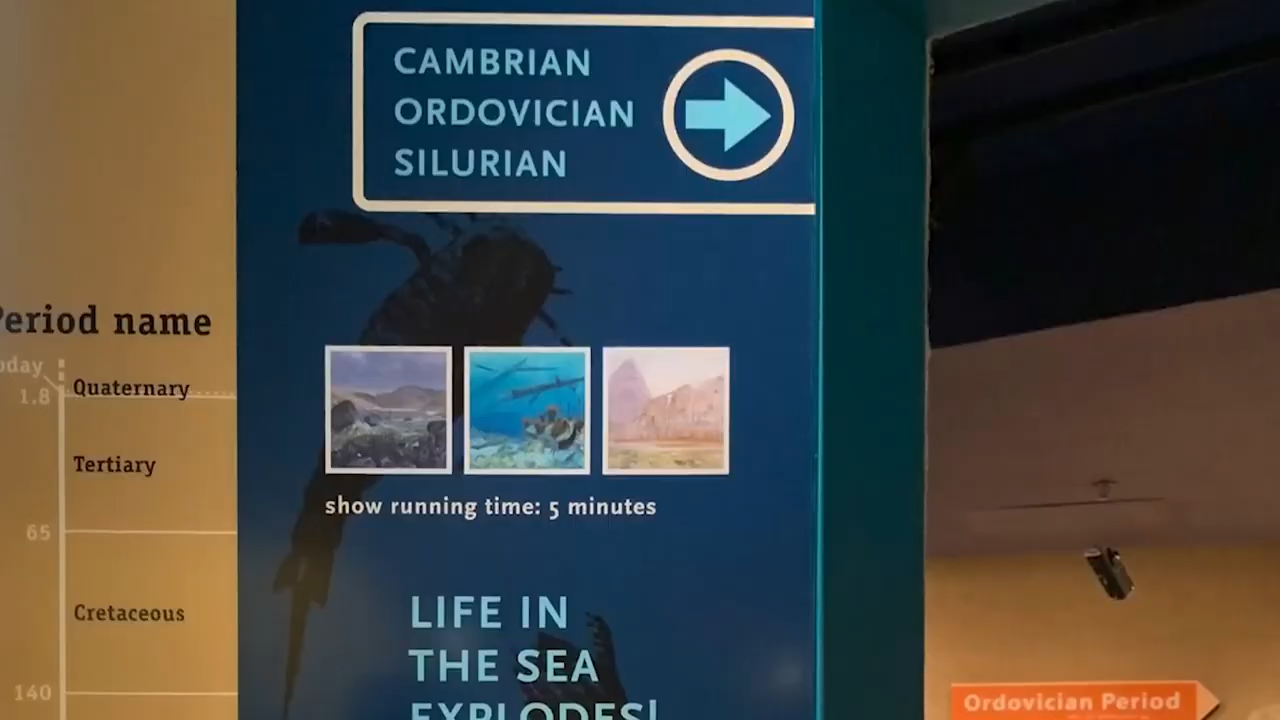 CAMBRIAN
ORDOVICIAN
SILURIAN
Period name
1.8
Quaternary
Tertiary
65
Cretaceous
140
show running time: 5 minutes
LIFE IN
THE SEA
EXPLODES!
Ordovician Period